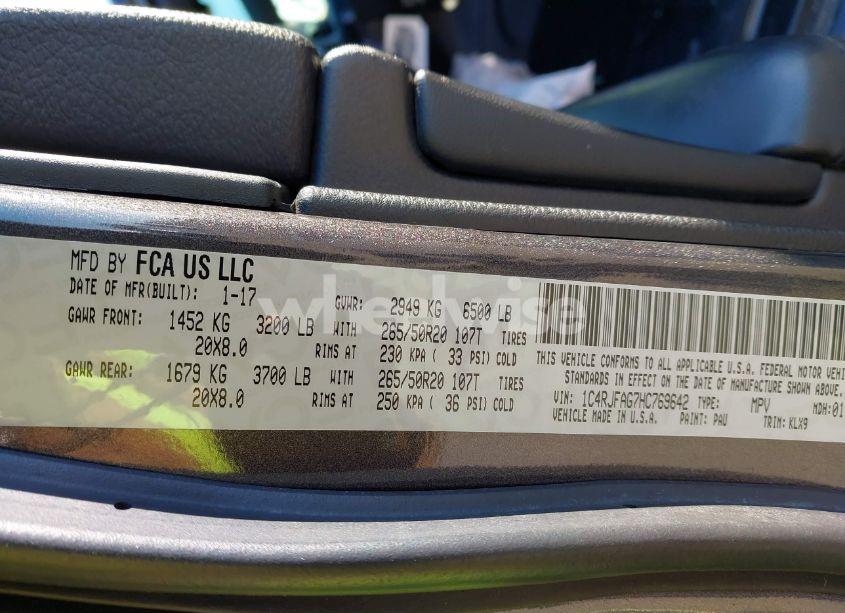 MFD BY FCA US LLC
DATE OF MFR(BUILT): 1-17 GVWR: 2949 KG 6500 LB
GAWR FRONT: 1452 KG 3200 LB WITH 265/50R20 107T TIRES
20X8.0 RIMS AT 230 KPA ( 33 PSI) COLD
GAWR REAR: 1679 KG 3700 LB WITH 265/50R20 107T TIRES
20X8.0 RIMS AT 250 KPA ( 36 PSI) COLD
THIS VEHICLE CONFORMS TO ALL APPLICABLE U.S.A. FEDERAL MOTOR VEHI
STANDARDS IN EFFECT ON THE DATE OF MANUFACTURE SHOWN ABOVE.
VIN: 1C4RJFAG7HC769642 TYPE: MPV MDH:01
VEHICLE MADE IN U.S.A. PAINT: PAU TRIM: KLX9
wheelwise